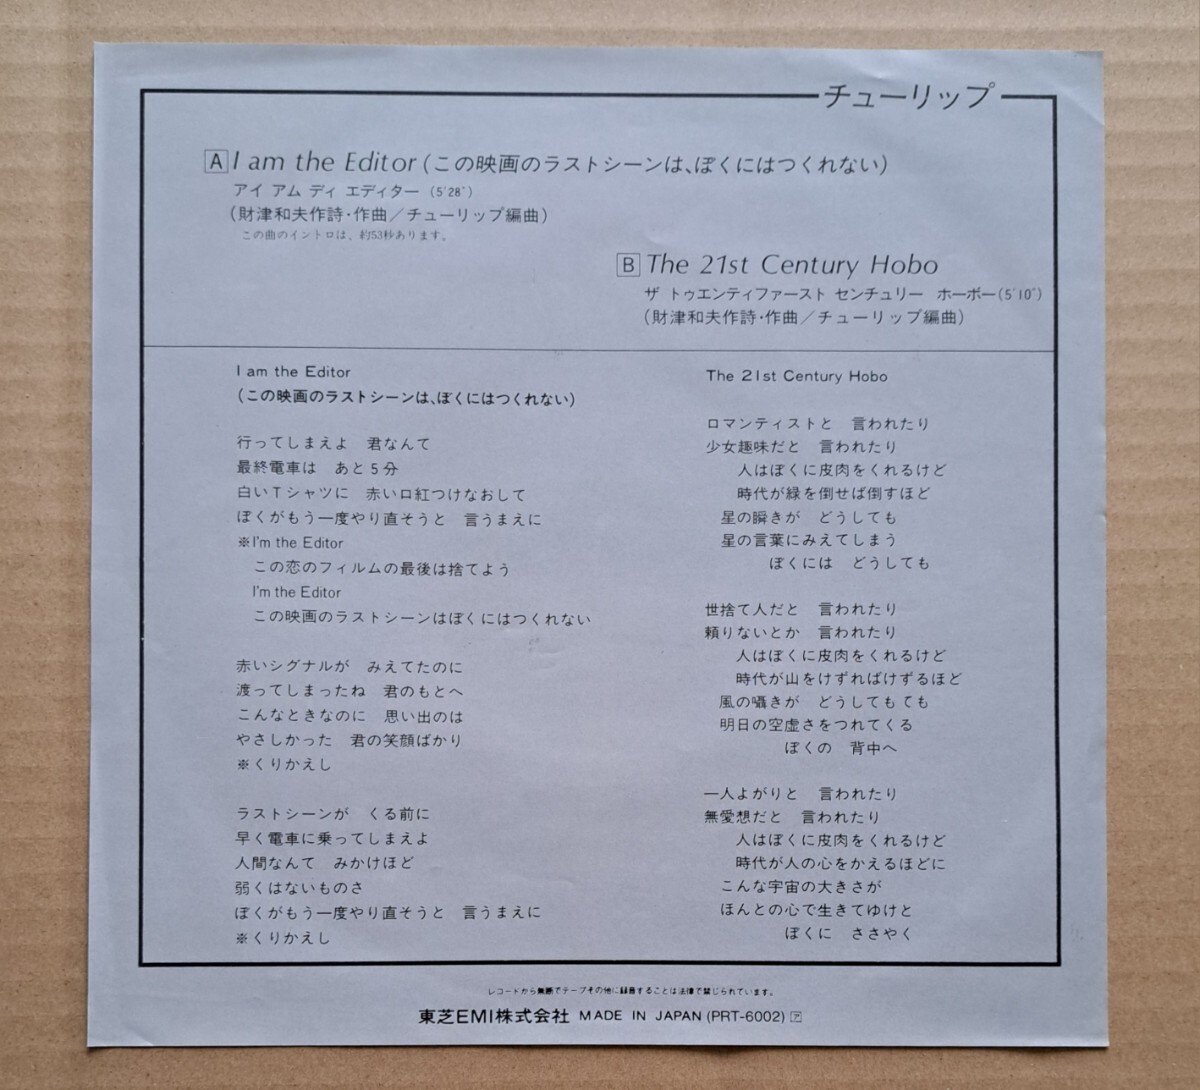 チューリップ
A I am the Editor (この映画のラストシーンは、ぼくにはつくれない)
アイ アム ディ エディター (5′28″)
(財津和夫作詩・作曲/チューリップ編曲)
この曲のイントロは、約53秒あります。
B The 21st Century Hobo
ザ トゥエンティファースト センチュリー ホーボー(5′10″)
(財津和夫作詩・作曲/チューリップ編曲)
I am the Editor
(この映画のラストシーンは、ぼくにはつくれない)
行ってしまえよ 君なんて
最終電車は あと5分
白いTシャツに 赤い口紅つけなおして
ぼくがもう一度やり直そうと 言うまえに
※I'm the Editor
この恋のフィルムの最後は捨てよう
I'm the Editor
この映画のラストシーンはぼくにはつくれない
赤いシグナルが みえてたのに
渡ってしまったね 君のもとへ
こんなときなのに 思い出のは
やさしかった 君の笑顔ばかり
※くりかえし
ラストシーンが くる前に
早く電車に乗ってしまえよ
人間なんて みかけほど
弱くはないものさ
ぼくがもう一度やり直そうと 言うまえに
※くりかえし
The 21st Century Hobo
ロマンティストと 言われたり
少女趣味だと 言われたり
人はぼくに皮肉をくれるけど
時代が緑を倒せば倒すほど
星の瞬きが どうしても
星の言葉にみえてしまう
ぼくには どうしても
世捨て人だと 言われたり
頼りないとか 言われたり
人はぼくに皮肉をくれるけど
時代が山をけずればけずるほど
風の囁きが どうしてもても
明日の空虚さをつれてくる
ぼくの 背中へ
一人よがりと 言われたり
無愛想だと 言われたり
人はぼくに皮肉をくれるけど
時代が人の心をかえるほどに
こんな宇宙の大きさが
ほんとの心で生きてゆけと
ぼくに ささやく
レコードから無断でテープその他に録音することは法律で禁じられています。
東芝EMI株式会社 MADE IN JAPAN (PRT-6002) ア